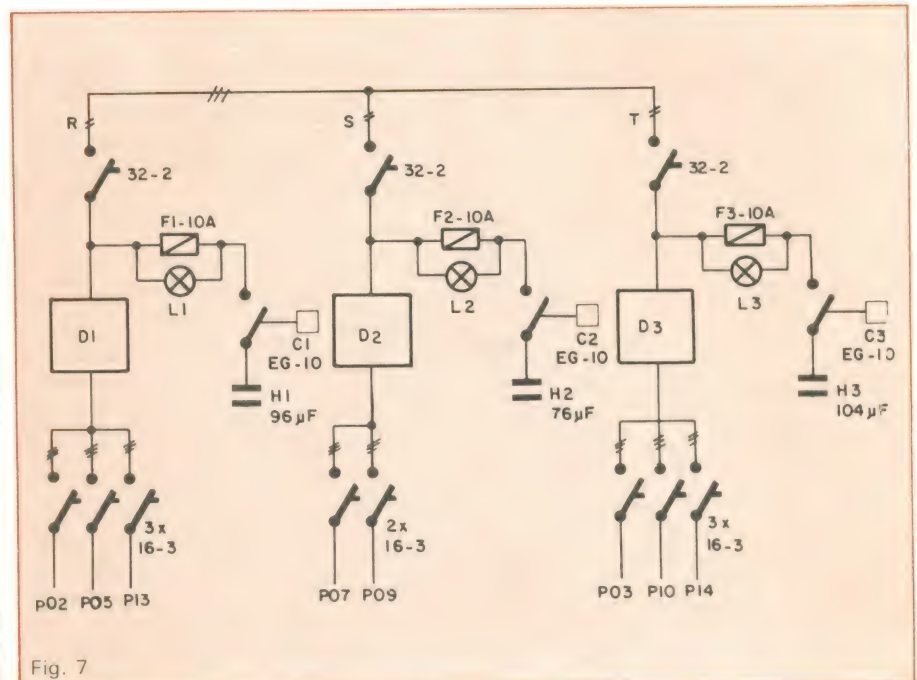 R
S
T
32-2
32-2
32-2
F1-10A
F2-10A
F3-10A
L1
L2
L3
D1
D2
D3
C1
EG-10
C2
EG-10
C3
EG-10
H1
96µF
H2
76µF
H3
104µF
3x
16-3
2x
16-3
3x
16-3
P02 P05 P13
P07 P09
P03 P10 P14
Fig. 7